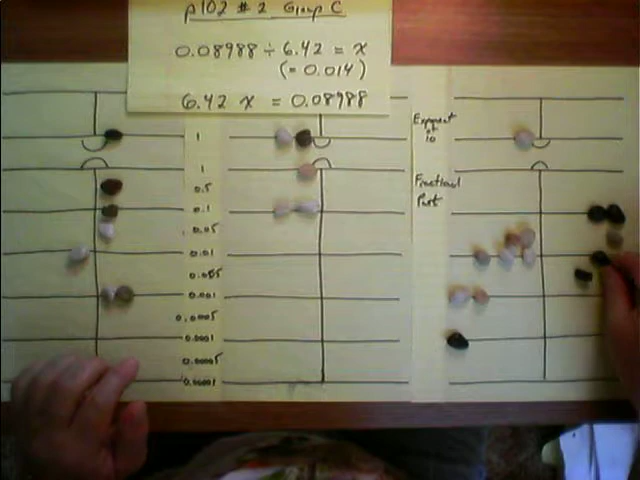 p102 # 2 Group C
0.08988 ÷ 6.42 = x
(= 0.014)
6.42 x = 0.08988
Exponent
of
10
Fractional
Part
1
1
0.5
0.1
0.05
0.01
0.005
0.001
0.0005
0.0001
0.00005
0.00001